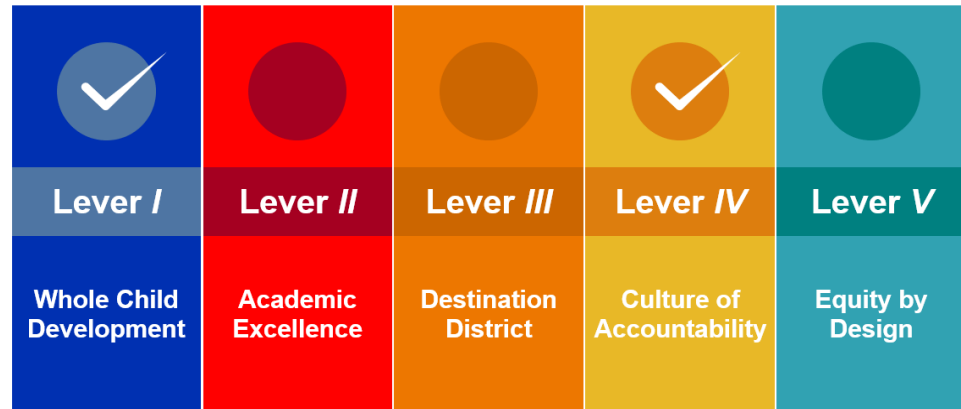 Lever I
Lever II
Lever III
Lever IV
Lever V
Whole Child
Development
Academic
Excellence
Destination
District
Culture of
Accountability
Equity by
Design